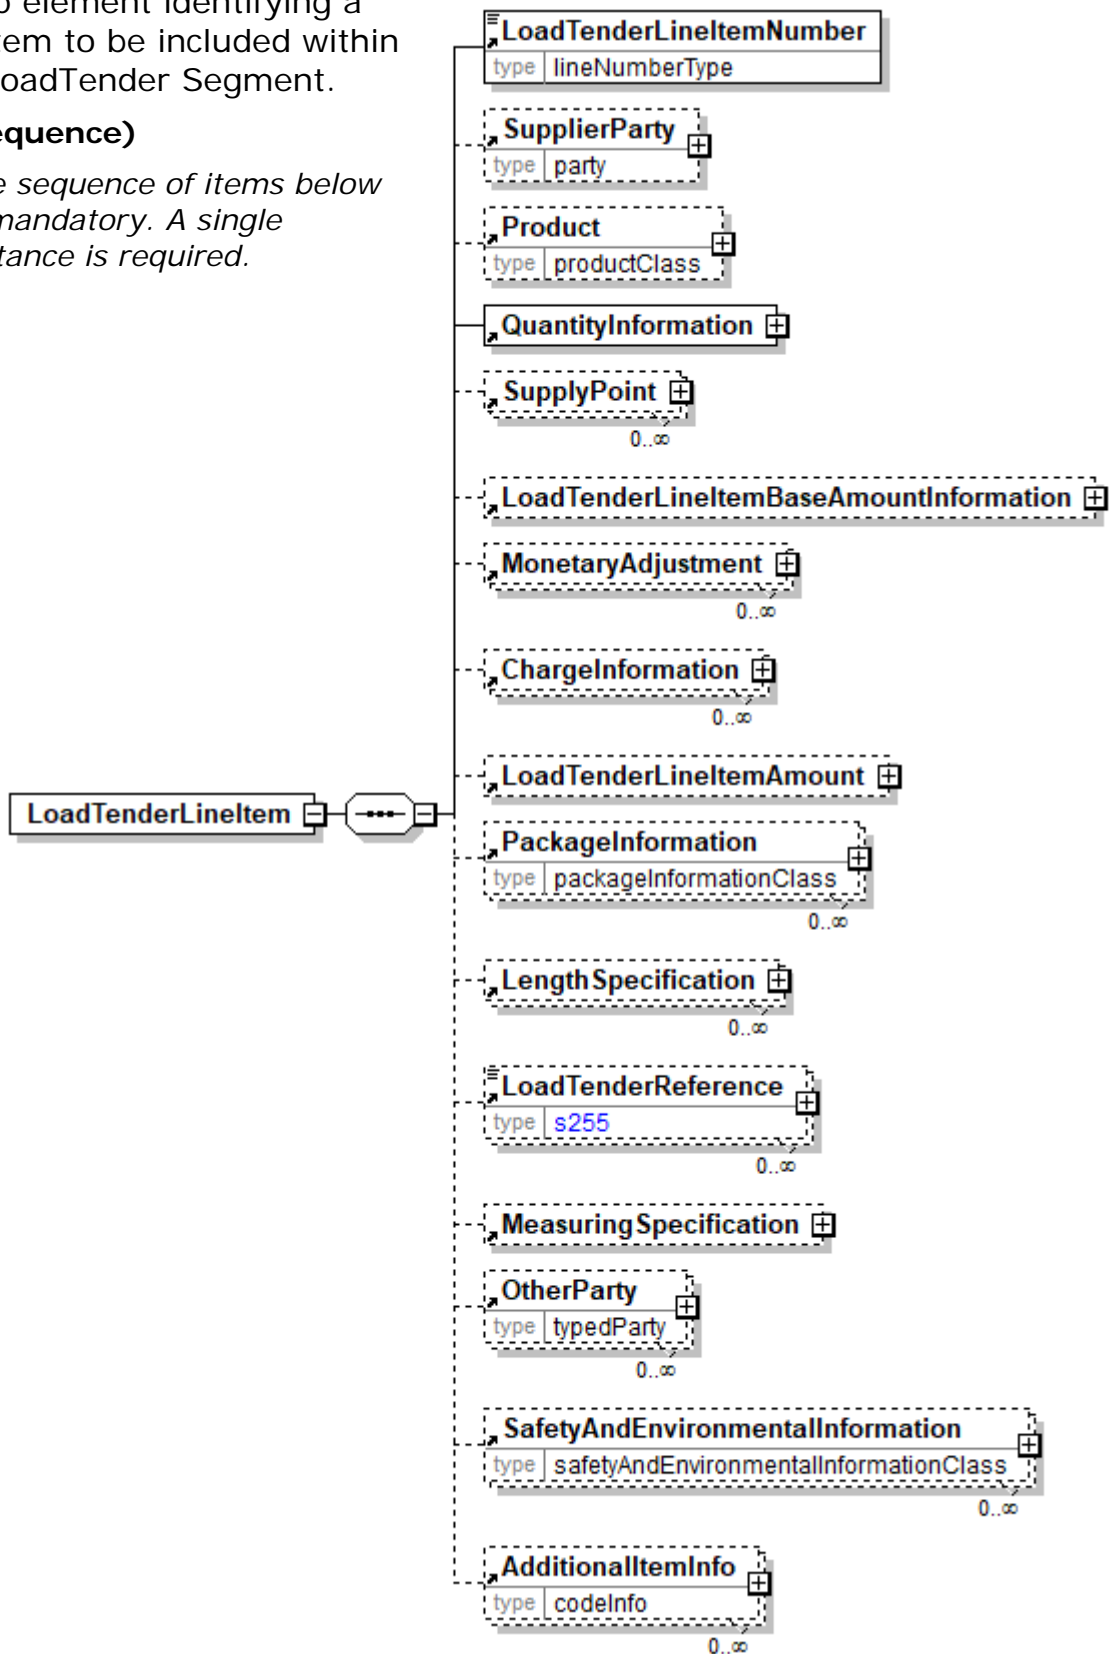 element identifying a
tem to be included within
oadTender Segment.
equence)
e sequence of items below
mandatory. A single
tance is required.
LoadTenderLineItemNumber
type lineNumberType
SupplierParty
type party
Product
type productClass
QuantityInformation
SupplyPoint
0..∞
LoadTenderLineItemBaseAmountInformation
MonetaryAdjustment
0..∞
ChargeInformation
0..∞
LoadTenderLineItemAmount
LoadTenderLineItem
PackageInformation
type packageInformationClass
0..∞
LengthSpecification
0..∞
LoadTenderReference
type s255
0..∞
MeasuringSpecification
OtherParty
type typedParty
0..∞
SafetyAndEnvironmentalInformation
type safetyAndEnvironmentalInformationClass
0..∞
AdditionalItemInfo
type codeInfo
0..∞